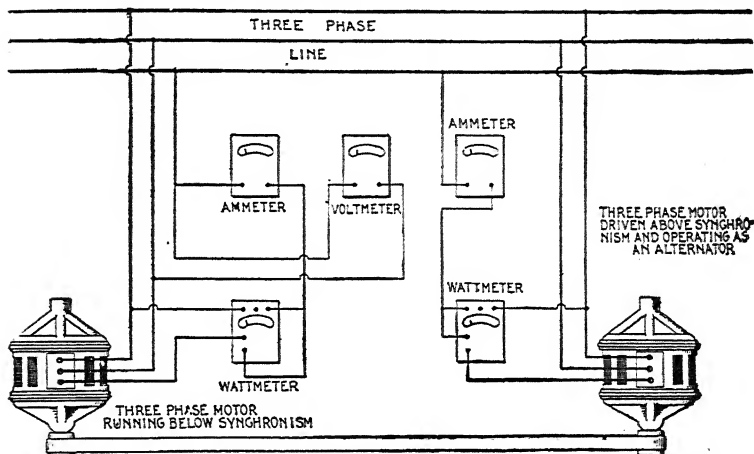 THREE PHASE
LINE
AMMETER
AMMETER
VOLTMETER
THREE PHASE MOTOR
DRIVEN ABOVE SYNCHRO-
NISM AND OPERATING AS
AN ALTERNATOR
WATTMETER
WATTMETER
THREE PHASE MOTOR
RUNNING BELOW SYNCHRONISM